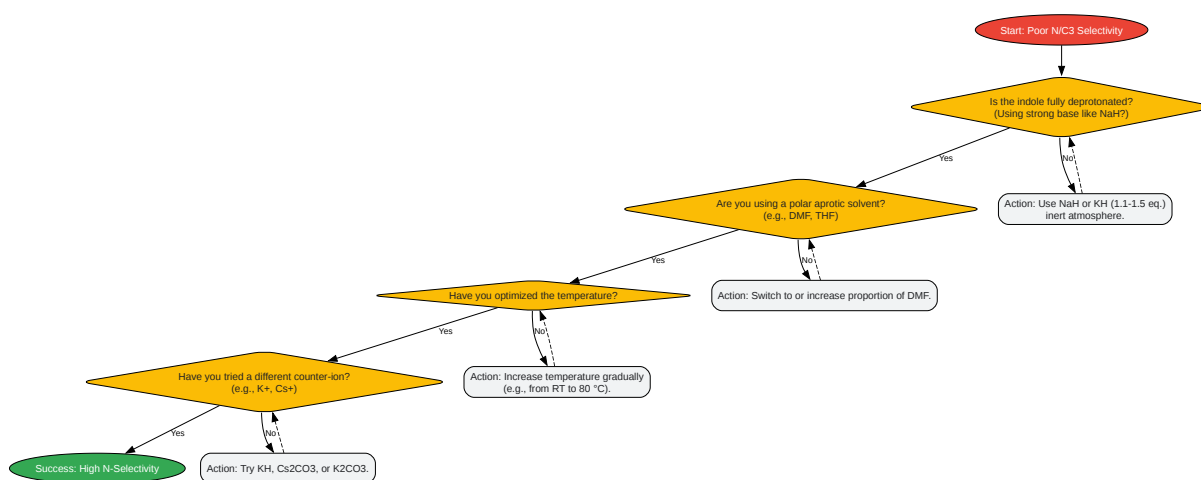 Start: Poor N/C3 Selectivity
Is the indole fully deprotonated?
(Using strong base like NaH?)
Yes
No
Action: Use NaH or KH (1.1-1.5 eq.)
inert atmosphere.
Are you using a polar aprotic solvent?
(e.g., DMF, THF)
Yes
No
Action: Switch to or increase proportion of DMF.
Have you optimized the temperature?
Yes
No
Action: Increase temperature gradually
(e.g., from RT to 80 °C).
Have you tried a different counter-ion?
(e.g., K+, Cs+)
Yes
No
Success: High N-Selectivity
Action: Try KH, Cs2CO3, or K2CO3.